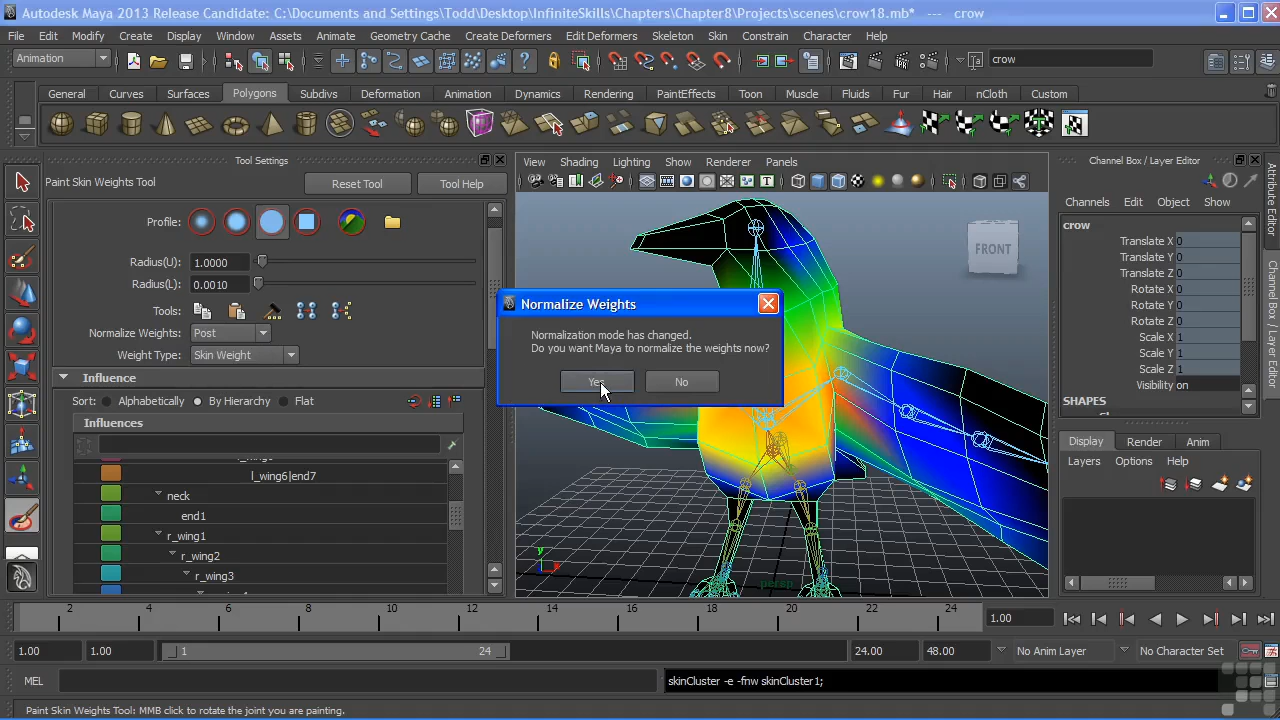 Autodesk Maya 2013 Release Candidate: C:\Documents and Settings\Todd\Desktop\InfiniteSkills\Chapters\Chapter8\Projects\scenes\crow18.mb* --- crow
File Edit Modify Create Display Window Assets Animate Geometry Cache Create Deformers Edit Deformers Skeleton Skin Constrain Character Help
Animation
crow
General Curves Surfaces Polygons Subdivs Deformation Animation Dynamics Rendering PaintEffects Toon Muscle Fluids Fur Hair nCloth Custom
Tool Settings
Paint Skin Weights Tool
Reset Tool
Tool Help
Profile:
Radius(U): 1.0000
Radius(L): 0.0010
Tools:
Normalize Weights: Post
Weight Type: Skin Weight
Influence
Sort: Alphabetically By Hierarchy Flat
Influences
l_wing6|end7
neck
end1
r_wing1
r_wing2
r_wing3
View Shading Lighting Show Renderer Panels
FRONT
Normalize Weights
Normalization mode has changed.
Do you want Maya to normalize the weights now?
Yes
No
y
x
persp
Channel Box / Layer Editor
Channels Edit Object Show
crow
Translate X 0
Translate Y 0
Translate Z 0
Rotate X 0
Rotate Y 0
Rotate Z 0
Scale X 1
Scale Y 1
Scale Z 1
Visibility on
SHAPES
Display Render Anim
Layers Options Help
Attribute Editor
Channel Box / Layer Editor
2 4 6 8 10 12 14 16 18 20 22 24
1.00
1.00 1.00 1 24 24.00 48.00 No Anim Layer No Character Set
MEL
skinCluster -e -fnw skinCluster1;
Paint Skin Weights Tool: MMB click to rotate the joint you are painting.